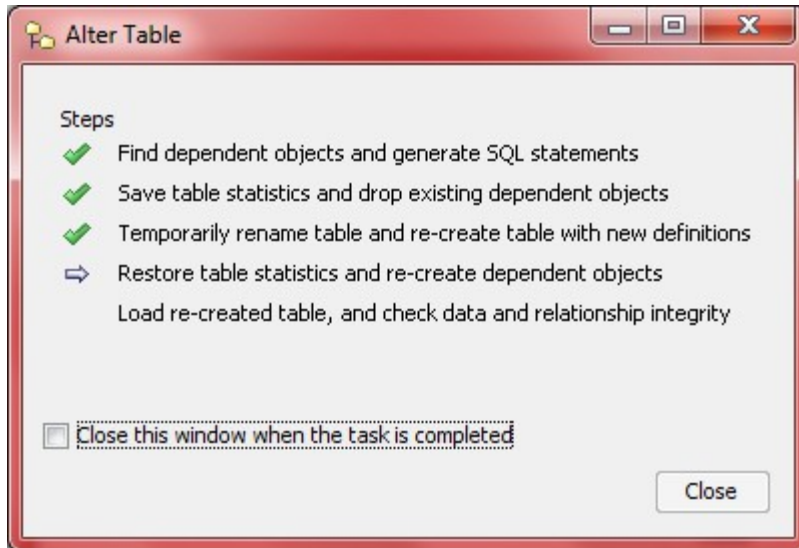 Alter Table
Steps
Find dependent objects and generate SQL statements
Save table statistics and drop existing dependent objects
Temporarily rename table and re-create table with new definitions
Restore table statistics and re-create dependent objects
Load re-created table, and check data and relationship integrity
Close this window when the task is completed
Close